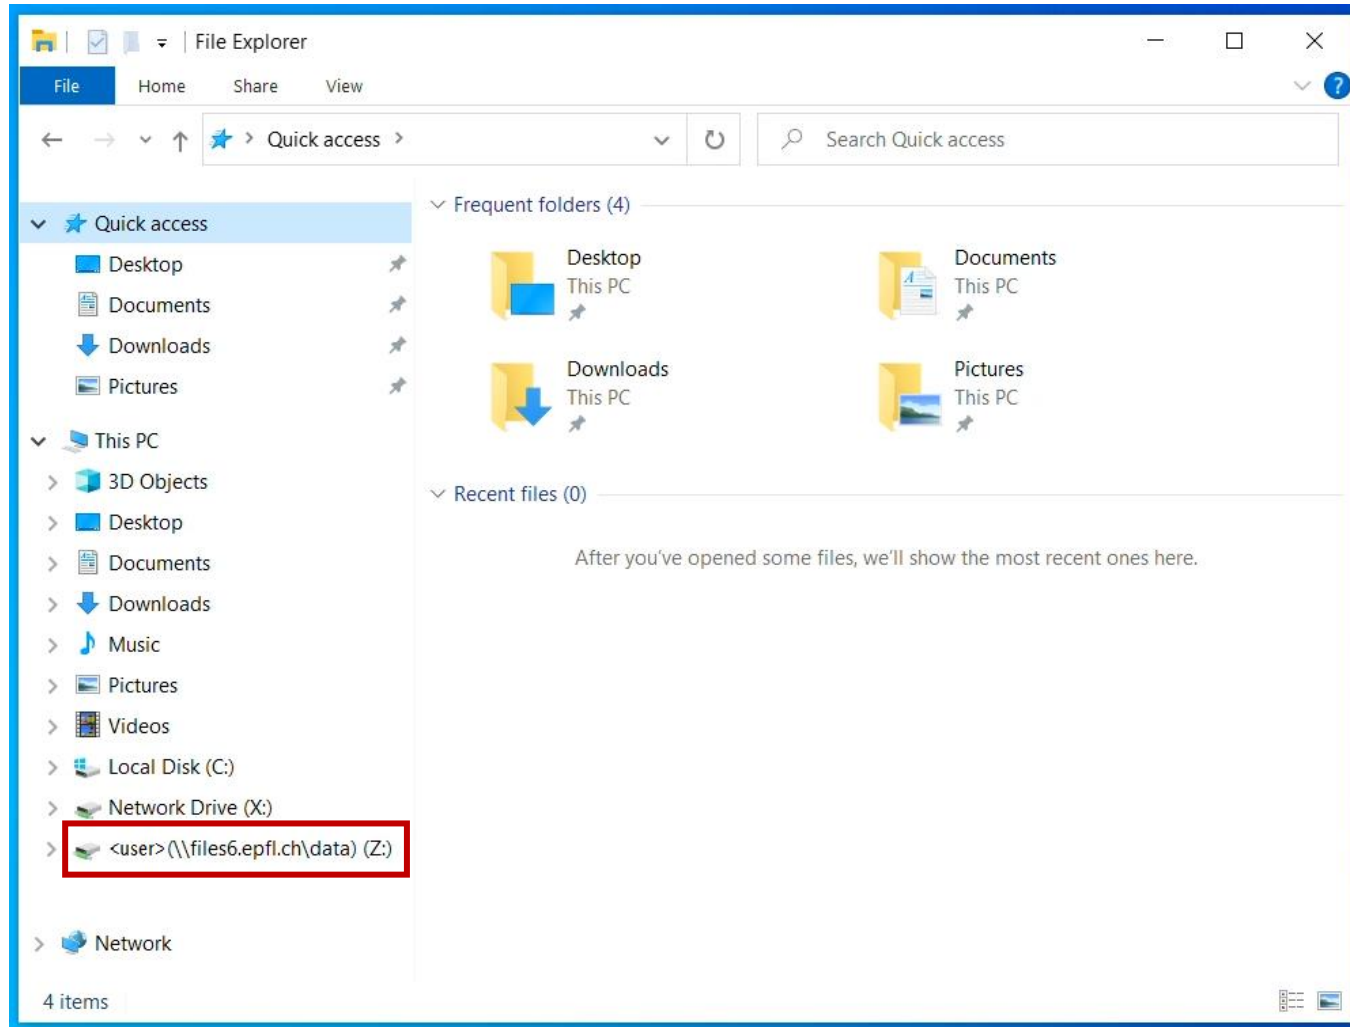 File Explorer
File Home Share View
?
Quick access
Search Quick access
Quick access
Desktop
Documents
Downloads
Pictures
This PC
3D Objects
Desktop
Documents
Downloads
Music
Pictures
Videos
Local Disk (C:)
Network Drive (X:)
<user>(\\files6.epfl.ch\data) (Z:)
Network
Frequent folders (4)
Desktop
This PC
Documents
This PC
Downloads
This PC
Pictures
This PC
Recent files (0)
After you've opened some files, we'll show the most recent ones here.
4 items